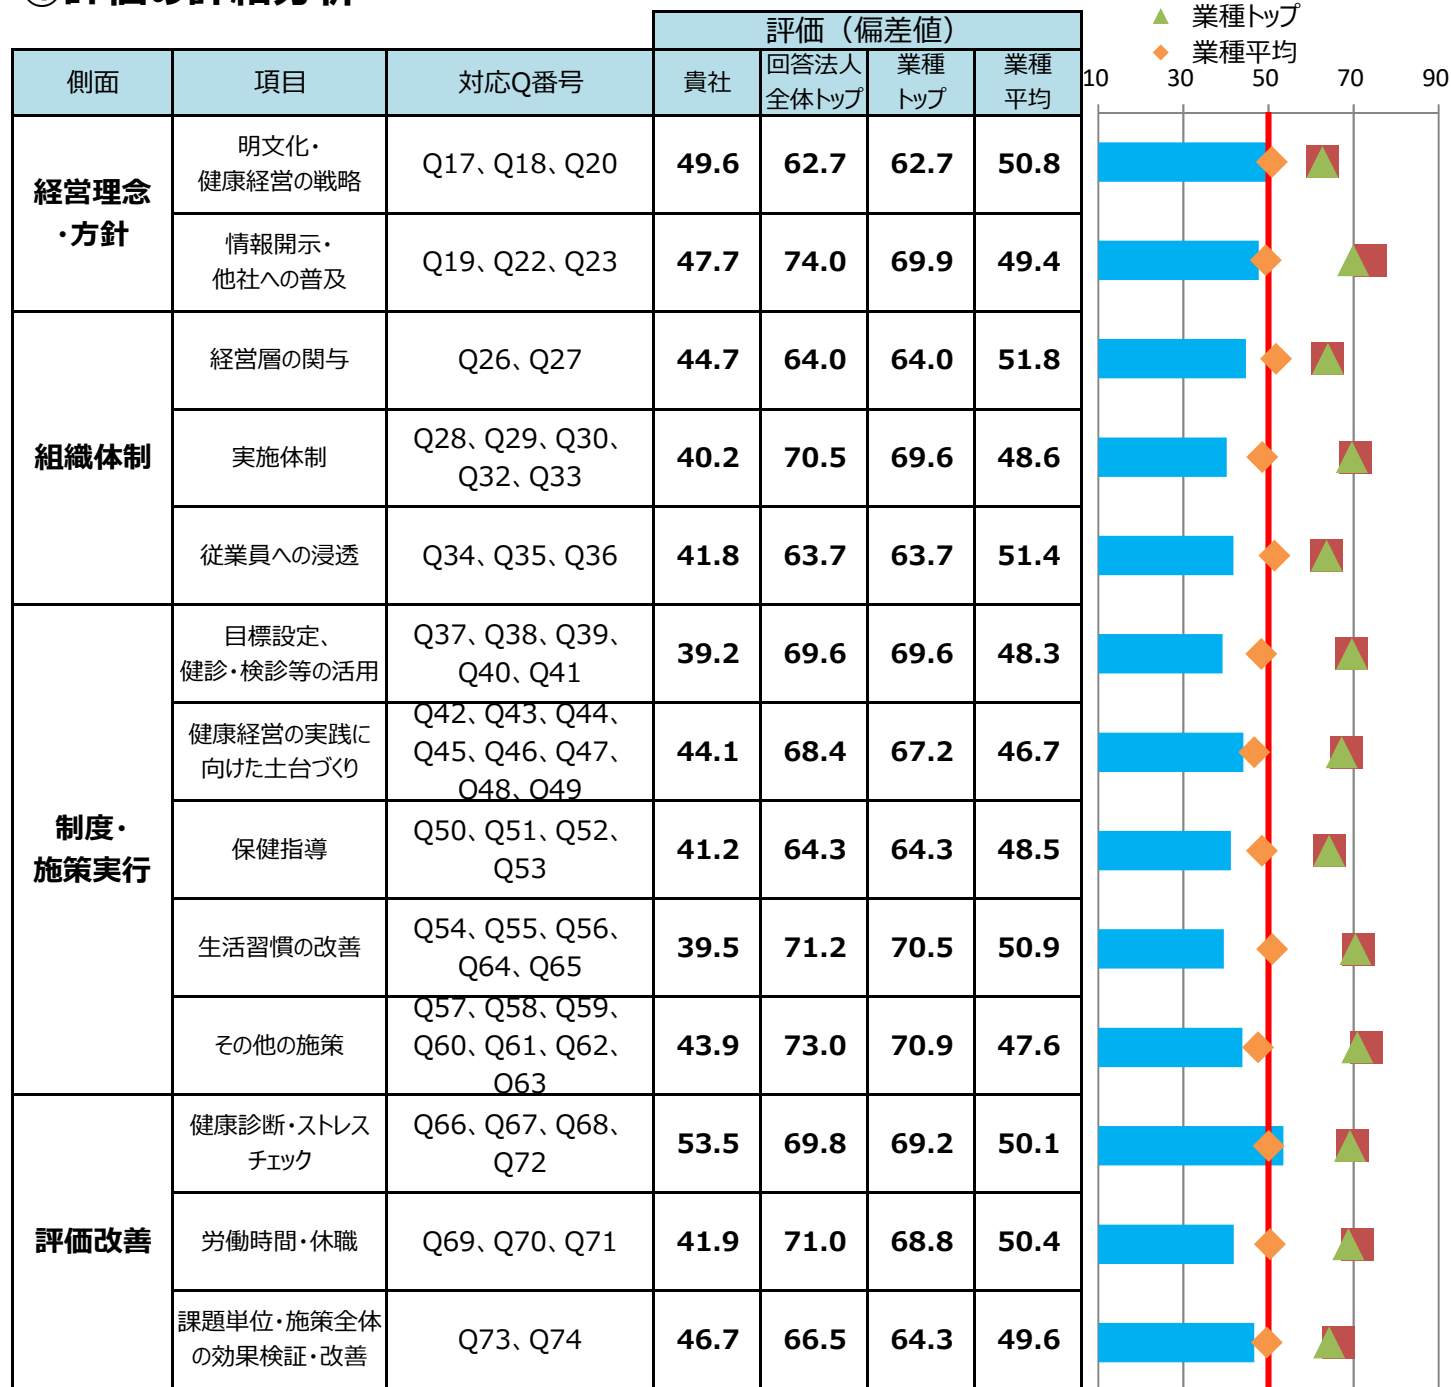 評価の詳細分析
▲ 業種トップ
◆ 業種平均
評価（偏差値）
側面 項目 対応Q番号 貴社 回答法人 業種 業種
全体トップ トップ 平均
10 30 50 70 90
経営理念
・方針
明文化・
健康経営の戦略
Q17、Q18、Q20 49.6 62.7 62.7 50.8
情報開示・
他社への普及
Q19、Q22、Q23 47.7 74.0 69.9 49.4
組織体制
経営層の関与 Q26、Q27 44.7 64.0 64.0 51.8
実施体制
Q28、Q29、Q30、
Q32、Q33
40.2 70.5 69.6 48.6
従業員への浸透 Q34、Q35、Q36 41.8 63.7 63.7 51.4
制度・
施策実行
目標設定、
健診・検診等の活用
Q37、Q38、Q39、
Q40、Q41
39.2 69.6 69.6 48.3
健康経営の実践に
向けた土台づくり
Q42、Q43、Q44、
Q45、Q46、Q47、
Q48、Q49
44.1 68.4 67.2 46.7
保健指導
Q50、Q51、Q52、
Q53
41.2 64.3 64.3 48.5
生活習慣の改善
Q54、Q55、Q56、
Q64、Q65
39.5 71.2 70.5 50.9
その他の施策
Q57、Q58、Q59、
Q60、Q61、Q62、
Q63
43.9 73.0 70.9 47.6
評価改善
健康診断・ストレス
チェック
Q66、Q67、Q68、
Q72
53.5 69.8 69.2 50.1
労働時間・休職 Q69、Q70、Q71 41.9 71.0 68.8 50.4
課題単位・施策全体
の効果検証・改善
Q73、Q74 46.7 66.5 64.3 49.6